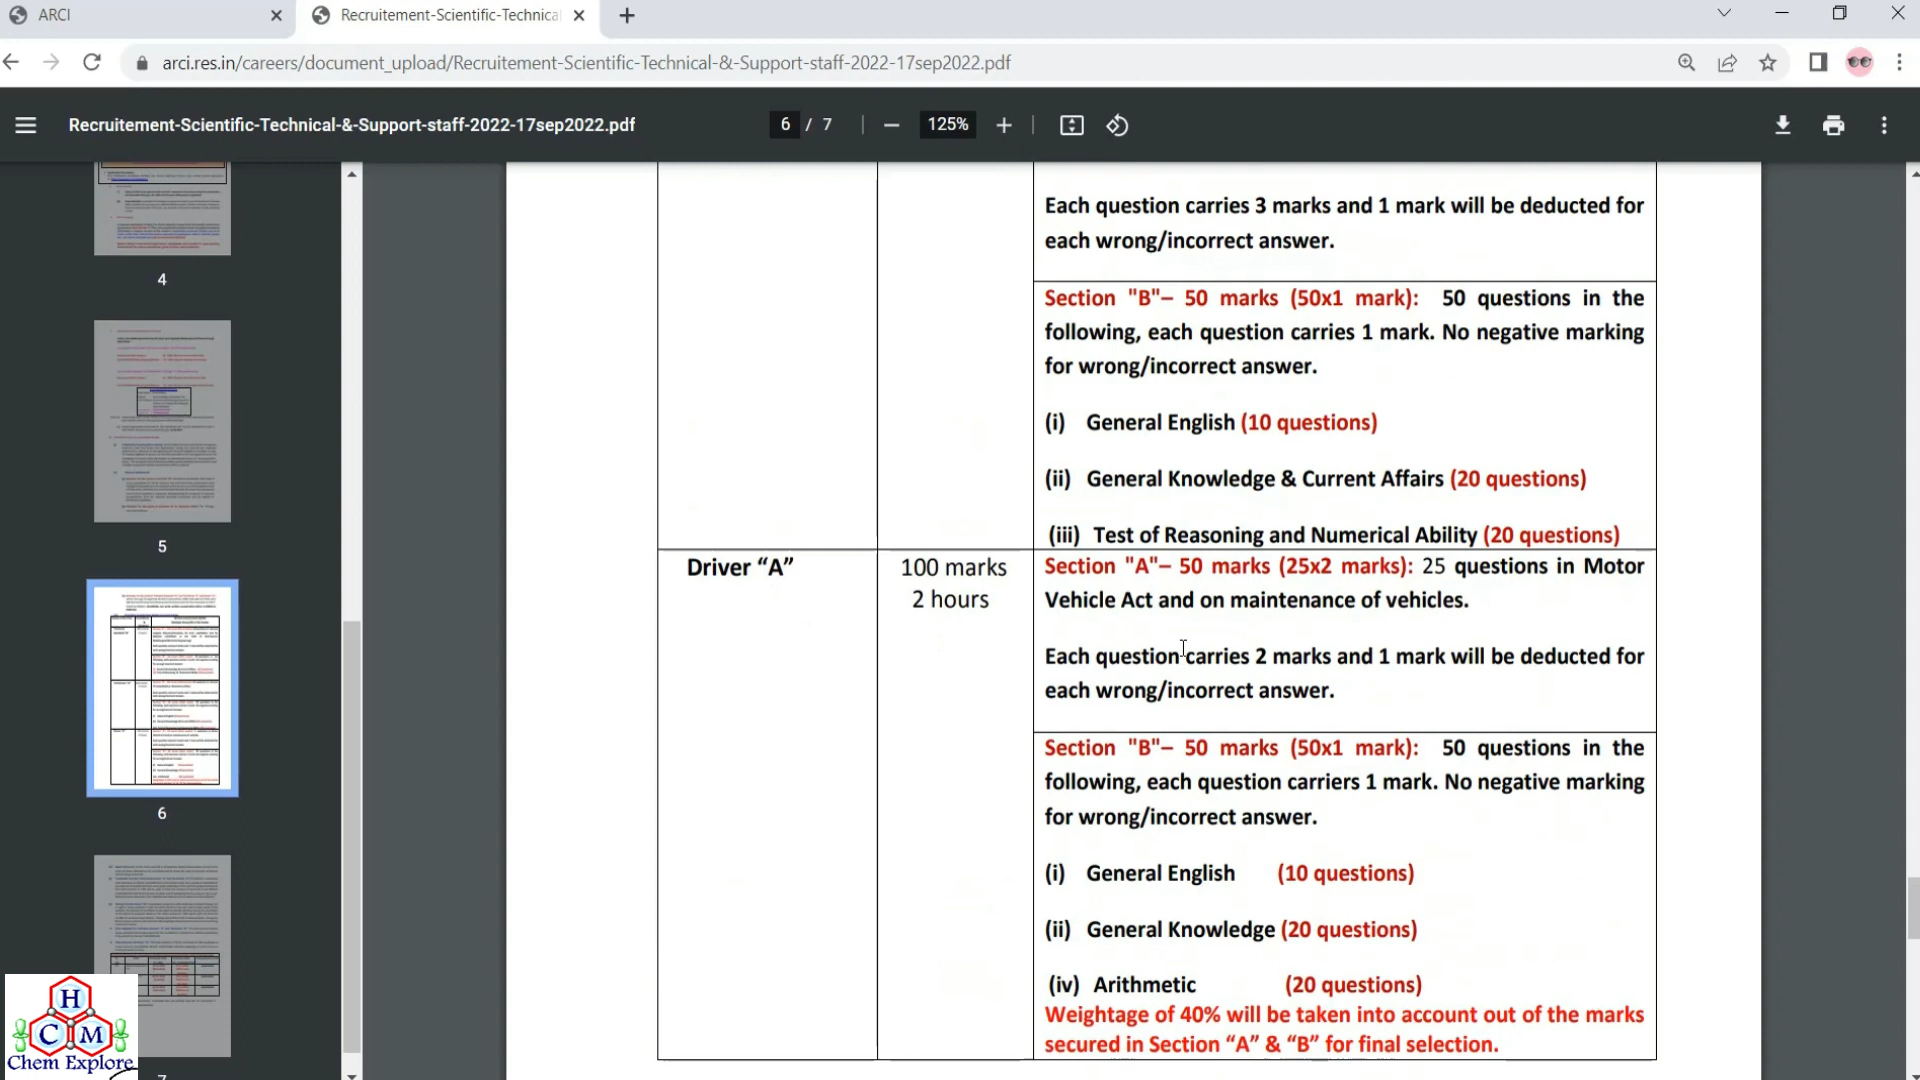 ARCI
Recruitement-Scientific-Technica
arci.res.in/careers/document_upload/Recruitement-Scientific-Technical-&-Support-staff-2022-17sep2022.pdf
Recruitement-Scientific-Technical-&-Support-staff-2022-17sep2022.pdf
6 / 7
125%
4
5
6
7
Each question carries 3 marks and 1 mark will be deducted for
each wrong/incorrect answer.
Section "B"– 50 marks (50x1 mark): 50 questions in the
following, each question carries 1 mark. No negative marking
for wrong/incorrect answer.
(i) General English (10 questions)
(ii) General Knowledge & Current Affairs (20 questions)
(iii) Test of Reasoning and Numerical Ability (20 questions)
Driver “A”
100 marks
2 hours
Section "A"– 50 marks (25x2 marks): 25 questions in Motor
Vehicle Act and on maintenance of vehicles.
Each question carries 2 marks and 1 mark will be deducted for
each wrong/incorrect answer.
Section "B"– 50 marks (50x1 mark): 50 questions in the
following, each question carriers 1 mark. No negative marking
for wrong/incorrect answer.
(i) General English (10 questions)
(ii) General Knowledge (20 questions)
(iv) Arithmetic (20 questions)
Weightage of 40% will be taken into account out of the marks
secured in Section “A” & “B” for final selection.
H
C M
Chem Explore